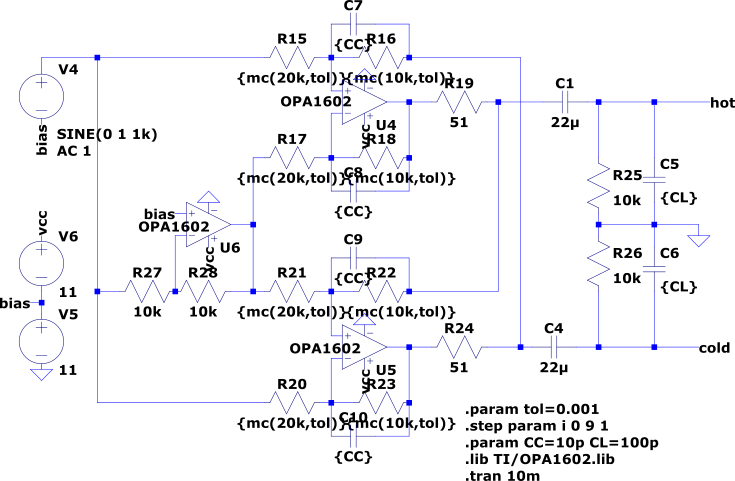 C7
R15
R16
{CC}
V4
{mc(20k,tol)}
{mc(10k,tol)}
R19
C1
OPA1602
hot
SINE(0 1 1k)
AC 1
bias
U4
vcc
51
22µ
R17
R18
{mc(20k,tol)}
{mc(10k,tol)}
C8
{CC}
R25
10k
C5
{CL}
bias
OPA1602
U6
vcc
vcc
V6
C9
{CC}
R26
10k
C6
{CL}
R27
R28
R21
R22
11
bias
10k
10k
{mc(20k,tol)}
{mc(10k,tol)}
V5
R24
C4
OPA1602
cold
11
U5
vcc
51
22µ
R20
R23
{mc(20k,tol)}
{mc(10k,tol)}
C10
{CC}
.param tol=0.001
.step param i 0 9 1
.param CC=10p CL=100p
.lib TI/OPA1602.lib
.tran 10m